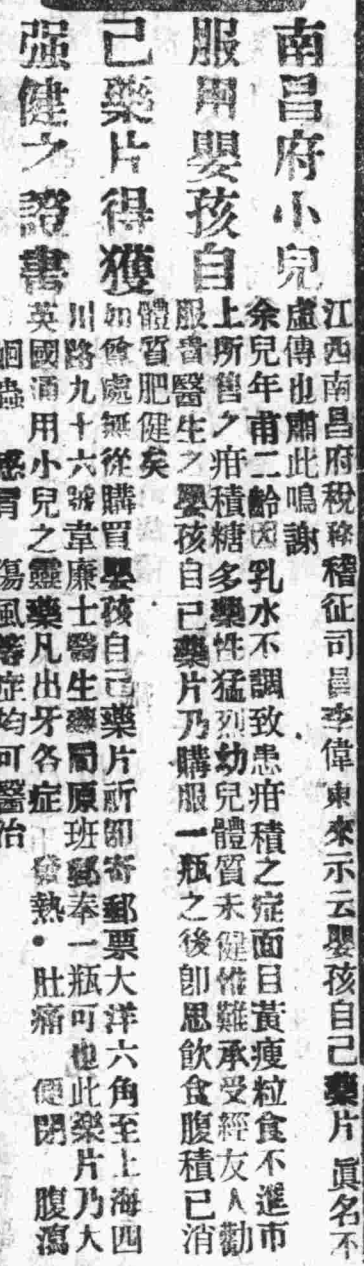 南昌府小兒
服用嬰孩自
己藥片得獲
强健之證書
江西南昌府稅務稽征司員李偉東來示云嬰孩自己藥片眞名不
虛傳也肅此鳴謝
余兒年甫二齡因乳水不調致患疳積之症面目黃瘦粒食不進市
上所售之疳積糖多藥性猛烈幼兒體質未健惟難承受經友人勸
服韋醫生之嬰孩自己藥片乃購服一瓶之後卽思飲食腹積已消
體質肥健矣
如貴處無從購買嬰孩自己藥片祈卽寄郵票大洋六角至上海四
川路九十六號韋廉士醫生藥局原班郵奉一瓶可也此藥片乃大
英國通用小兒之靈藥凡出牙各症 發熱 肚痛 便閉 腹瀉
蛔蟲 感冒 傷風等症均可醫治